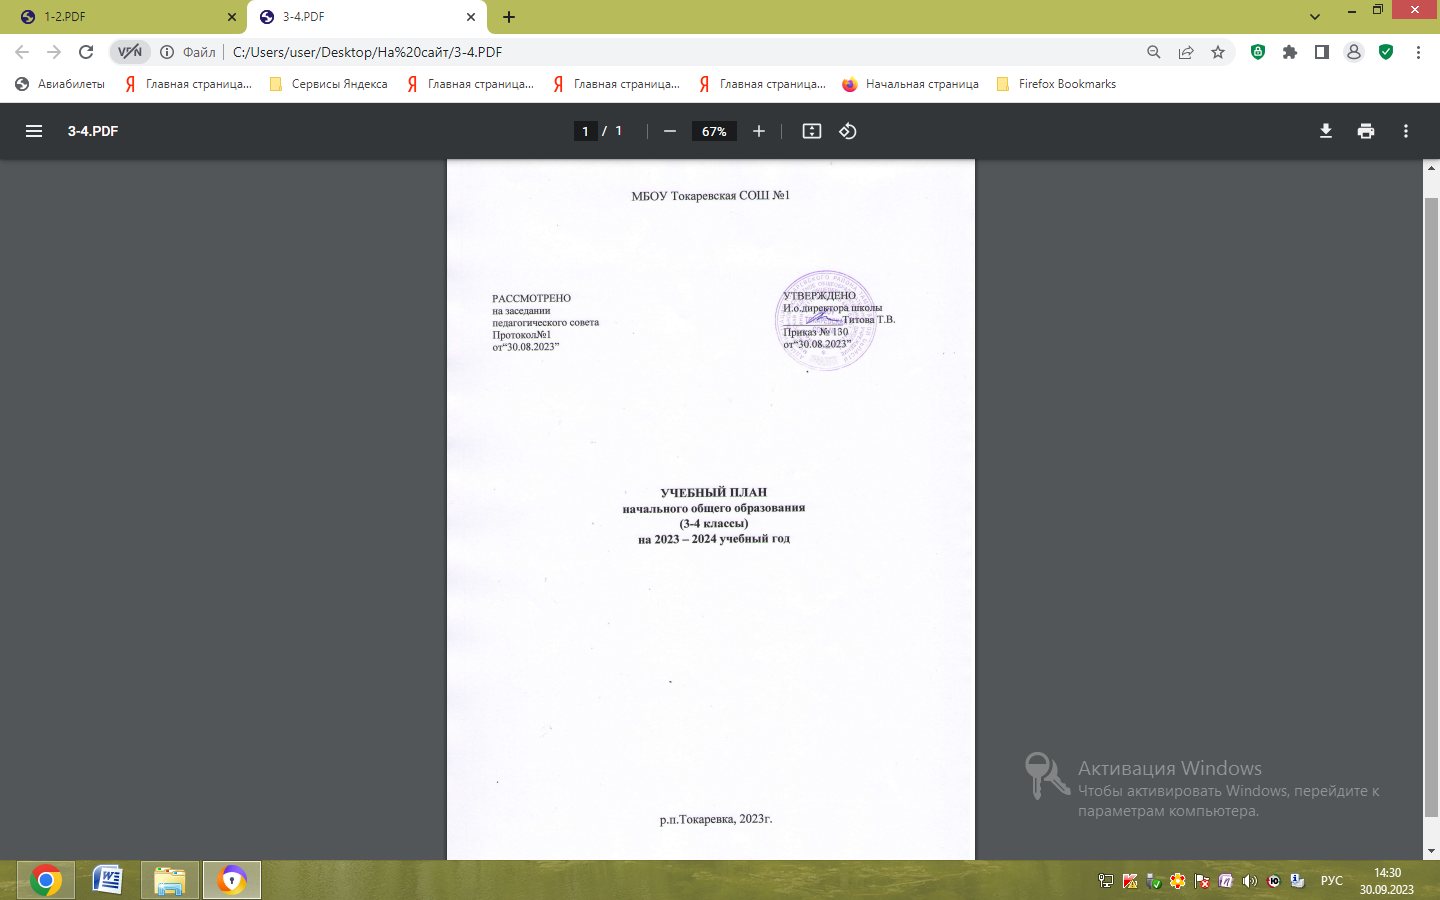 1-2.PDF
3-4.PDF
VPN
Файл
C:/Users/user/Desktop/На%20сайт/3-4.PDF
Авиабилеты
Главная страница...
Сервисы Яндекса
Главная страница...
Главная страница...
Главная страница...
Начальная страница
Firefox Bookmarks
3-4.PDF
1 / 1
67%
МБОУ Токаревская СОШ №1
РАССМОТРЕНО
на заседании
педагогического совета
Протокол№1
от“30.08.2023”
УТВЕРЖДЕНО
И.о.директора школы
Титова Т.В.
Приказ № 130
от“30.08.2023”
УЧЕБНЫЙ ПЛАН
начального общего образования
(3-4 классы)
на 2023 – 2024 учебный год
р.п.Токаревка, 2023г.
Активация Windows
Чтобы активировать Windows, перейдите к
параметрам компьютера.
РУС
14:30
30.09.2023